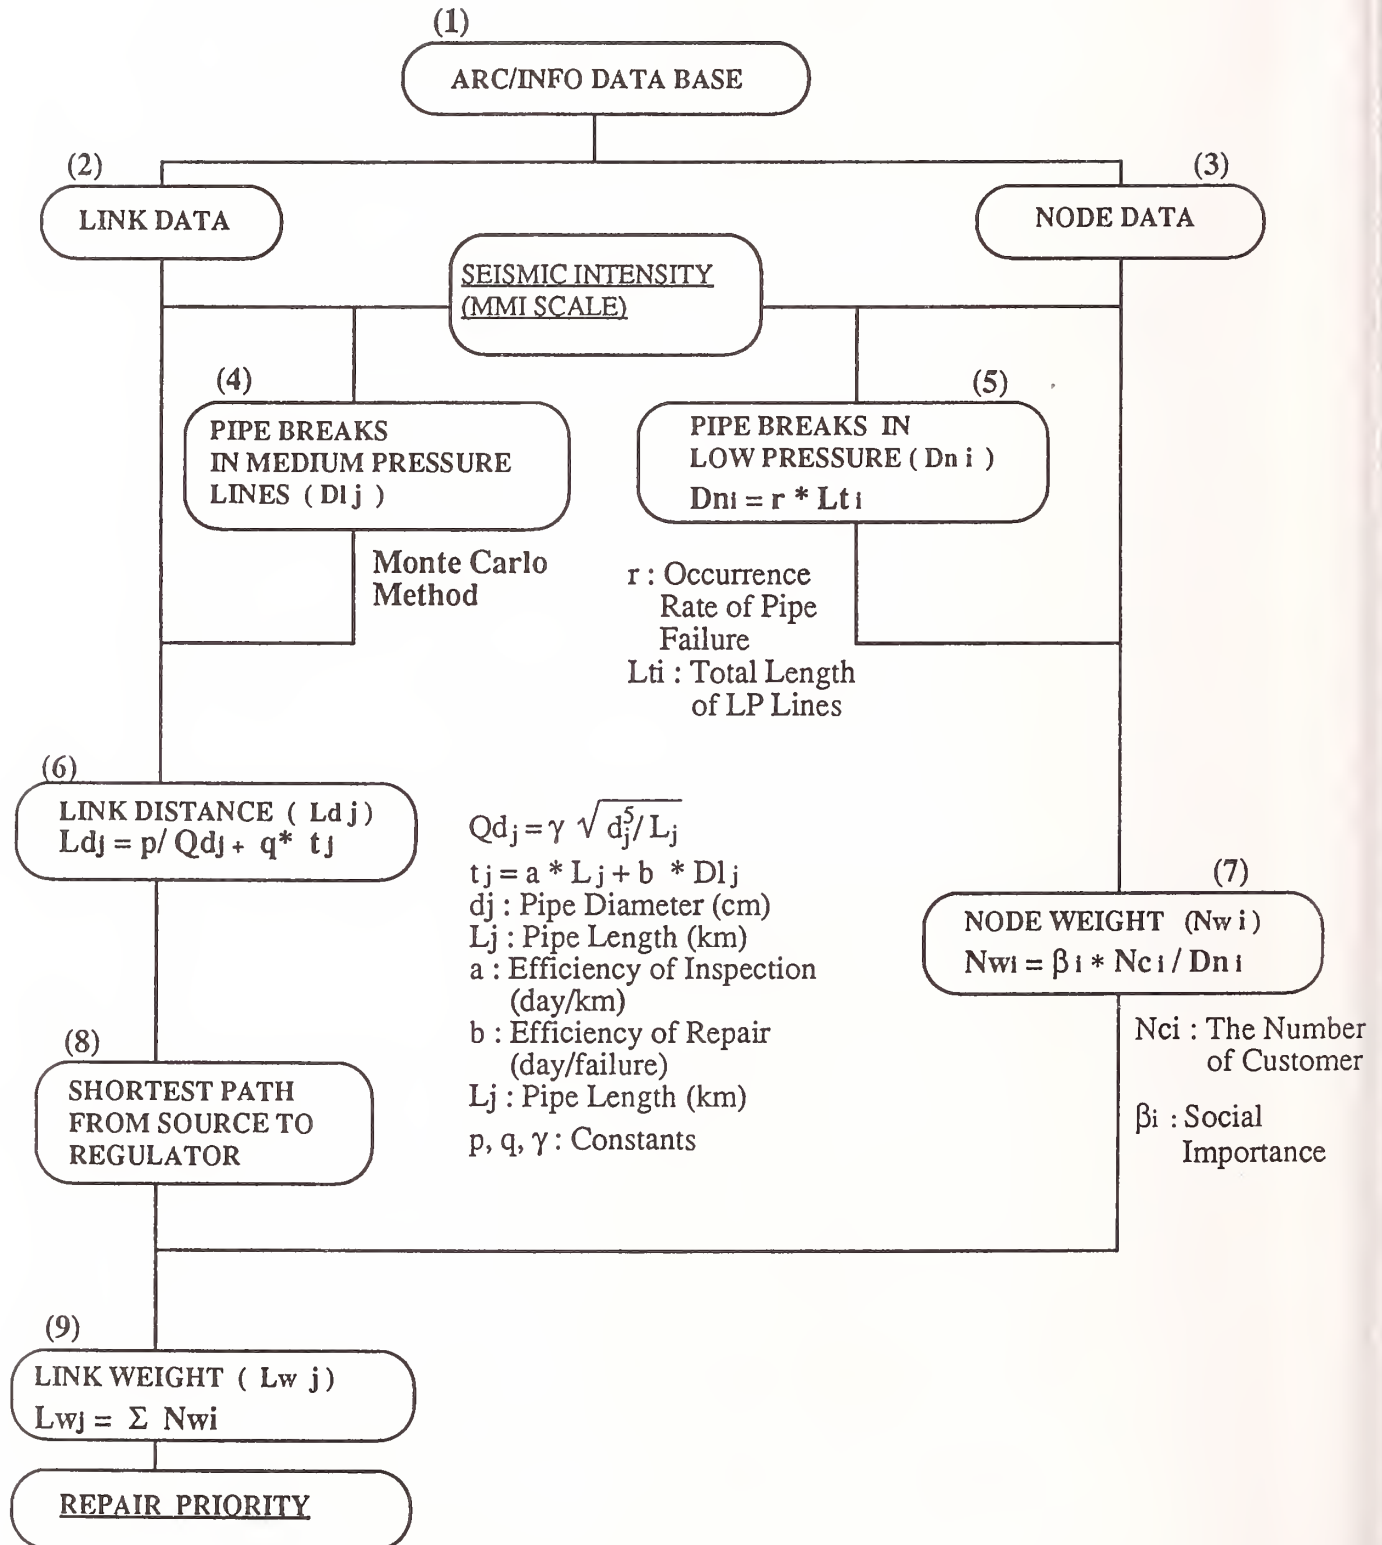 (1)
ARC/INFO DATA BASE
(2)
(3)
LINK DATA
NODE DATA
SEISMIC INTENSITY
(MMI SCALE)
(4)
PIPE BREAKS
IN MEDIUM PRESSURE
LINES ( Dl j )
(5)
PIPE BREAKS IN
LOW PRESSURE ( Dn i )
Dni = r * Lt i
Monte Carlo
Method
r : Occurrence
Rate of Pipe
Failure
Lti : Total Length
of LP Lines
(6)
LINK DISTANCE ( Ld j )
Ldj = p/ Qdj + q* tj
Qdj = γ √ dj^5/ Lj
tj = a * Lj + b * Dlj
dj : Pipe Diameter (cm)
Lj : Pipe Length (km)
a : Efficiency of Inspection
(day/km)
b : Efficiency of Repair
(day/failure)
Lj : Pipe Length (km)
p, q, γ : Constants
(7)
NODE WEIGHT (Nw i )
Nwi = β i * Nc i / Dn i
Nci : The Number
of Customer
βi : Social
Importance
(8)
SHORTEST PATH
FROM SOURCE TO
REGULATOR
(9)
LINK WEIGHT ( Lw j )
Lwj = Σ Nwi
REPAIR PRIORITY